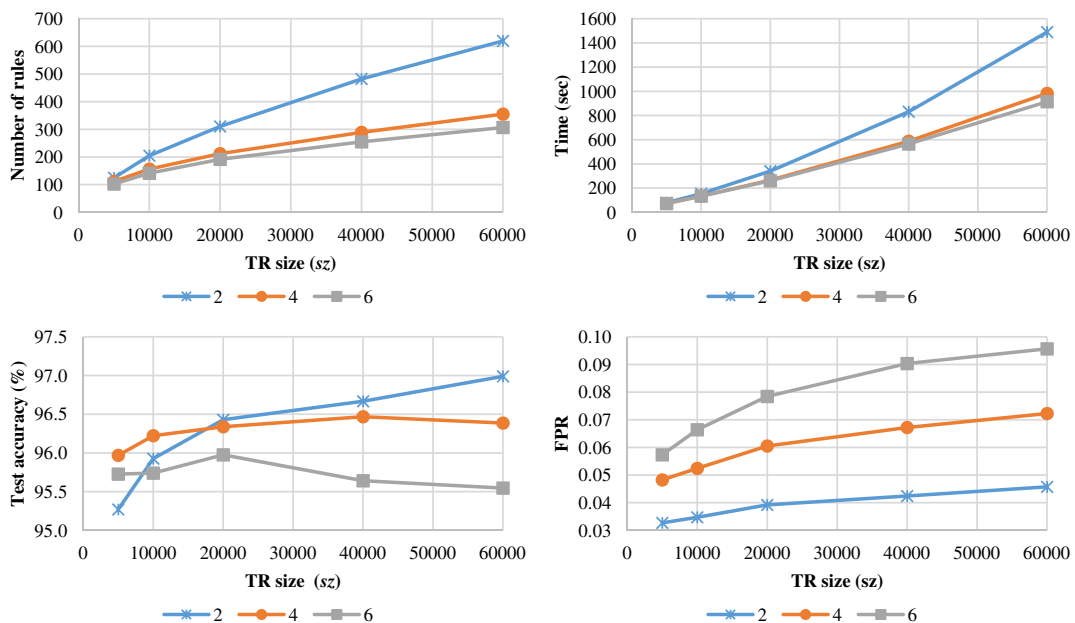 700
600
500
400
300
200
100
0
Number of rules
0 10000 20000 30000 40000 50000 60000
TR size (sz)
2 4 6
1600
1400
1200
1000
800
600
400
200
0
Time (sec)
0 10000 20000 30000 40000 50000 60000
TR size (sz)
2 4 6
97.5
97.0
96.5
96.0
95.5
95.0
Test accuracy (%)
0 10000 20000 30000 40000 50000 60000
TR size (sz)
2 4 6
0.10
0.09
0.08
0.07
0.06
0.05
0.04
0.03
FPR
0 10000 20000 30000 40000 50000 60000
TR size (sz)
2 4 6